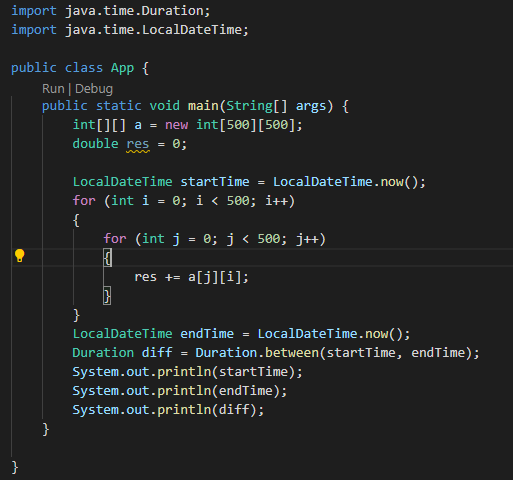 import java.time.Duration;
import java.time.LocalDateTime;
public class App {
Run | Debug
public static void main(String[] args) {
int[][] a = new int[500][500];
double res = 0;
LocalDateTime startTime = LocalDateTime.now();
for (int i = 0; i < 500; i++)
{
for (int j = 0; j < 500; j++)
{
res += a[j][i];
}
}
LocalDateTime endTime = LocalDateTime.now();
Duration diff = Duration.between(startTime, endTime);
System.out.println(startTime);
System.out.println(endTime);
System.out.println(diff);
}
}